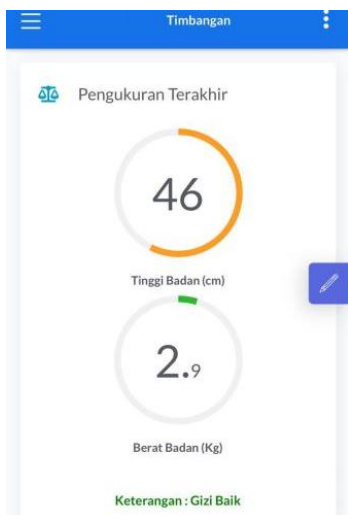 Timbangan
Pengukuran Terakhir
46
Tinggi Badan (cm)
2.9
Berat Badan (Kg)
Keterangan : Gizi Baik